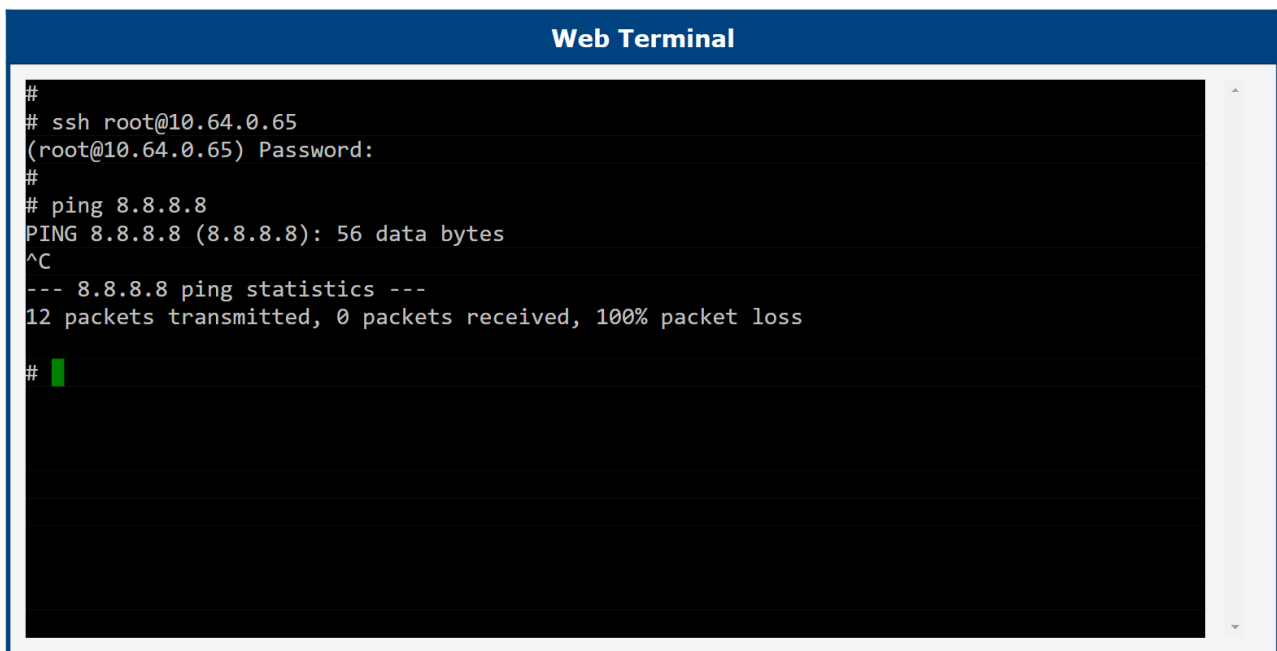 Web Terminal
#
# ssh root@10.64.0.65
(root@10.64.0.65) Password:
#
# ping 8.8.8.8
PING 8.8.8.8 (8.8.8.8): 56 data bytes
^C
--- 8.8.8.8 ping statistics ---
12 packets transmitted, 0 packets received, 100% packet loss
#